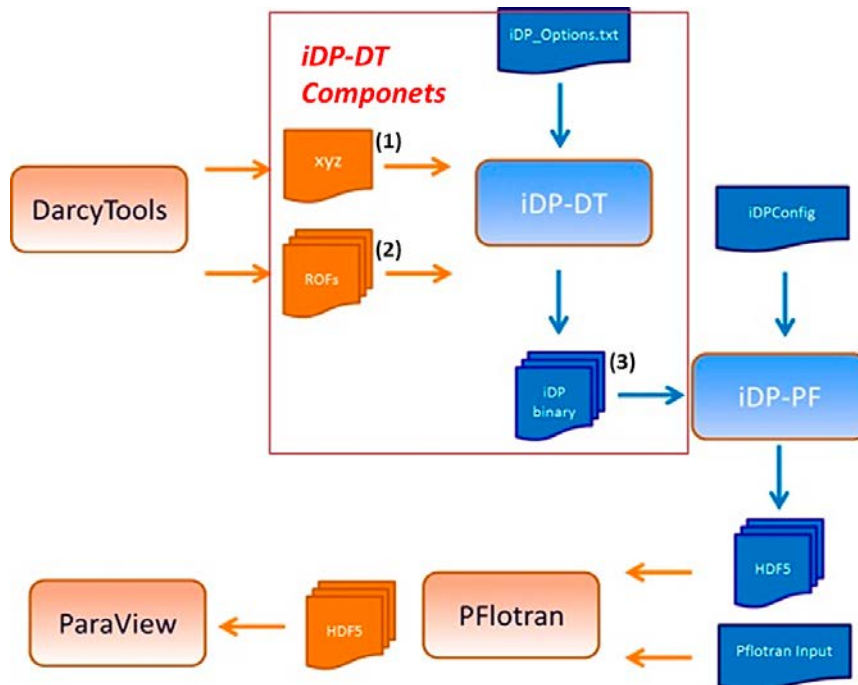 iDP_Options.txt
iDP-DT
Componets
(1)
xyz
DarcyTools
iDP-DT
iDPConfig
(2)
ROFs
(3)
iDP
binary
iDP-PF
HDF5
ParaView
HDF5
PFlotran
Pflotran Input